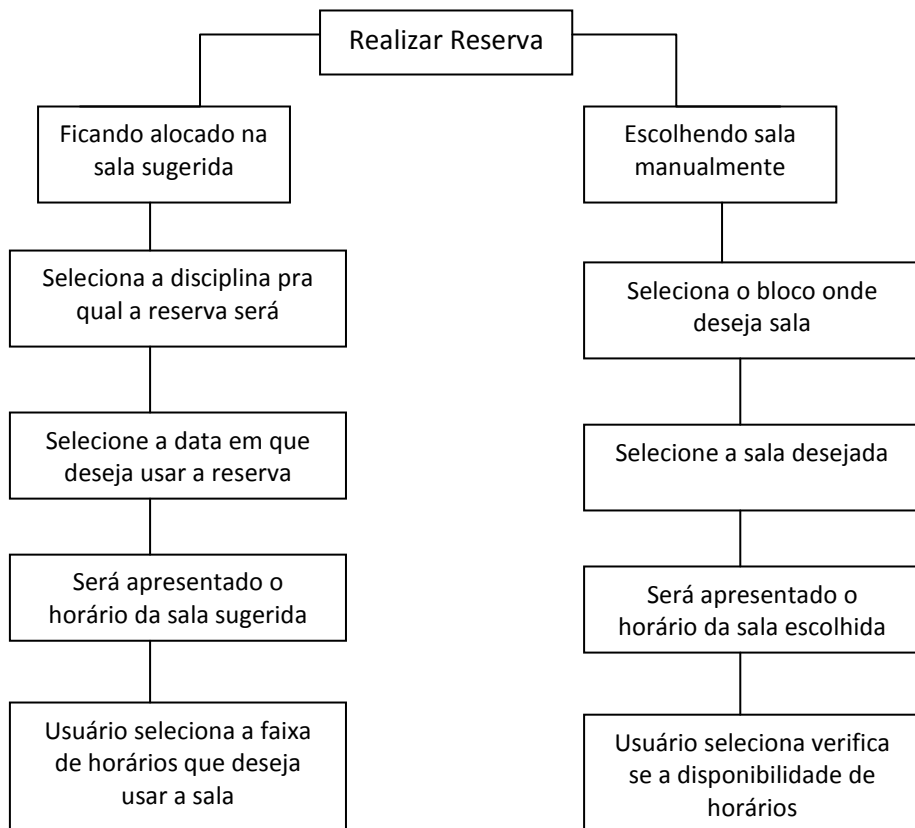 Realizar Reserva
Ficando alocado na
sala sugerida
Seleciona a disciplina pra
qual a reserva será
Selecione a data em que
deseja usar a reserva
Será apresentado o
horário da sala sugerida
Usuário seleciona a faixa
de horários que deseja
usar a sala
Escolhendo sala
manualmente
Seleciona o bloco onde
deseja sala
Selecione a sala desejada
Será apresentado o
horário da sala escolhida
Usuário seleciona verifica
se a disponibilidade de
horários